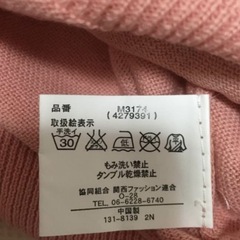 品番 M3174
(4279391)
取扱絵表示
手洗イ
30
もみ洗い禁止
タンブル乾燥禁止
協同組合 関西ファッション連合
O-28
TEL. 06-6228-6740
中国製
131-8139 2N